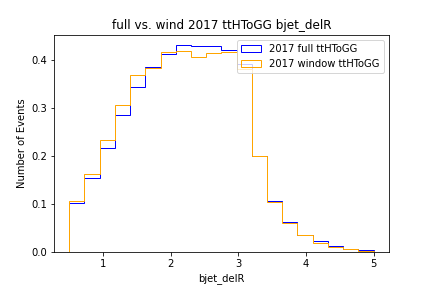 full vs. wind 2017 ttHToGG bjet_delR
2017 full ttHToGG
2017 window ttHToGG
Number of Events
0.4
0.3
0.2
0.1
0.0
1 2 3 4 5
bjet_delR